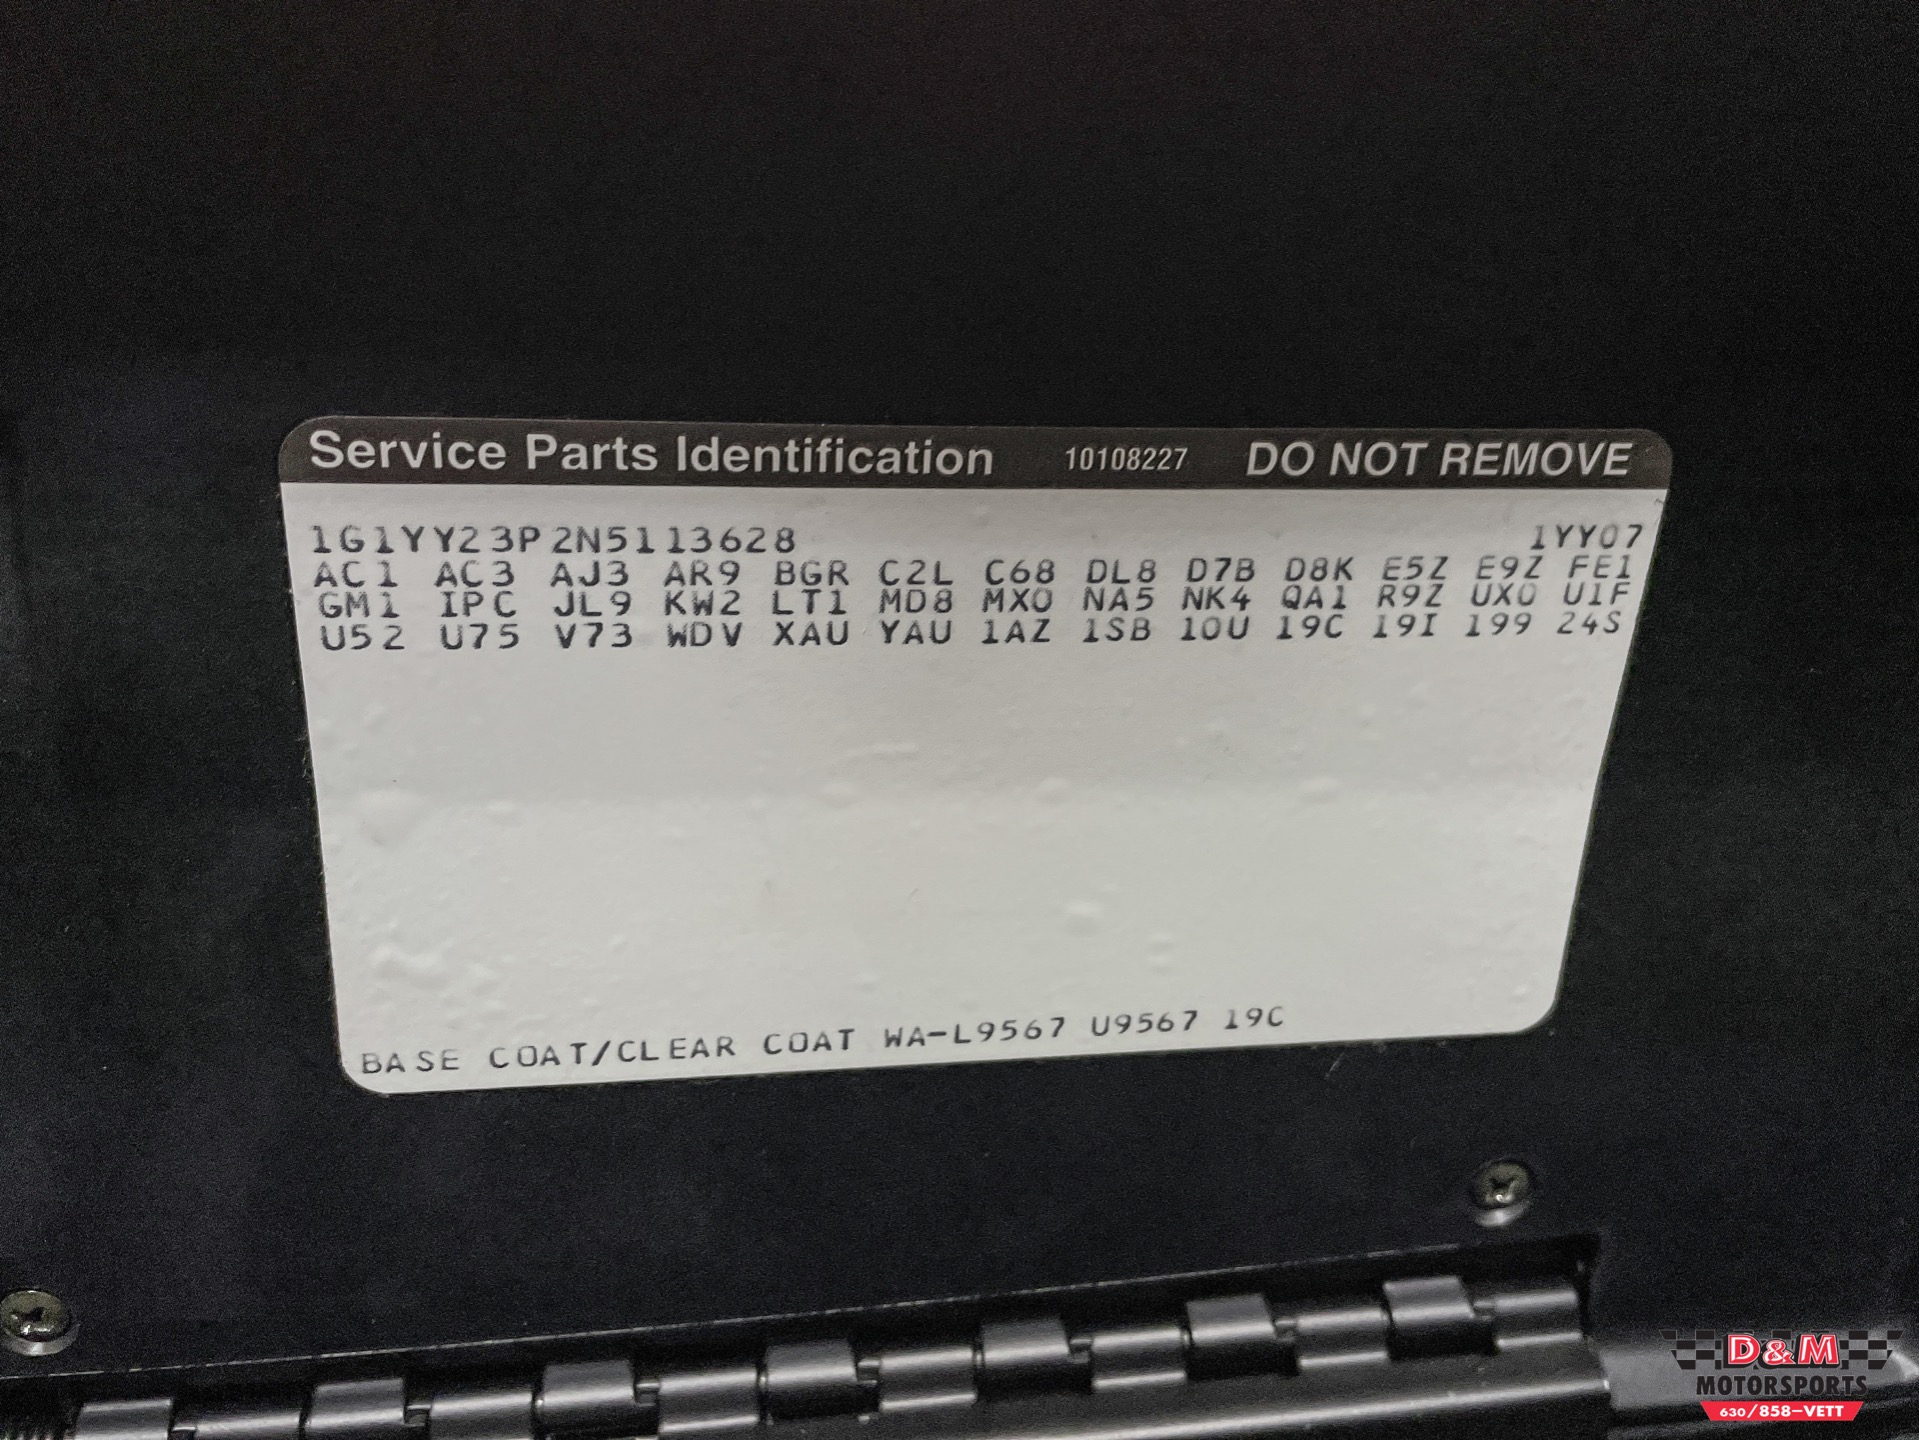 Service Parts Identification 10108227 DO NOT REMOVE
1G1YY23P2N5113628 1YY07
AC1 AC3 AJ3 AR9 BGR C2L C68 DL8 D7B D8K E5Z E9Z FE1
GM1 IPC JL9 KW2 LT1 MD8 MX0 NA5 NK4 QA1 R9Z UX0 U1F
U52 U75 V73 WDV XAU YAU 1AZ 1SB 10U 19C 19I 199 24S
BASE COAT/CLEAR COAT WA-L9567 U9567 19C
D&M
MOTORSPORTS
630/858-VETT